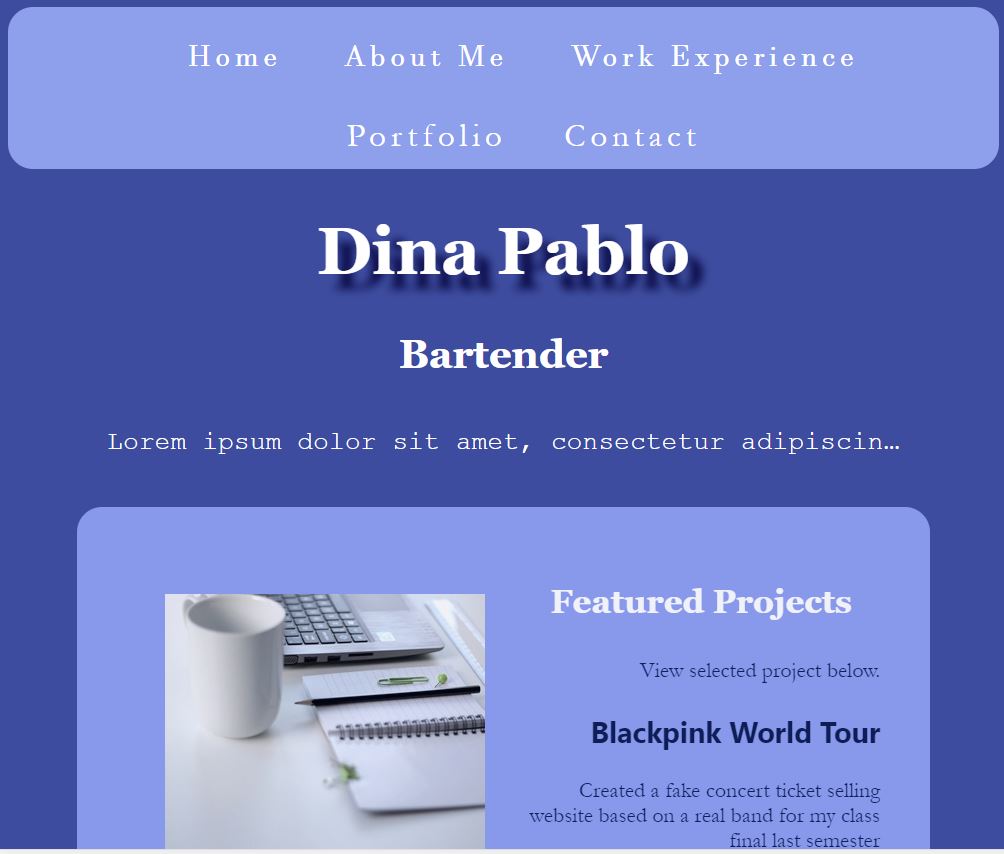 Home About Me Work Experience
Portfolio Contact
Dina Pablo
Bartender
Lorem ipsum dolor sit amet, consectetur adipiscin…
Featured Projects
View selected project below.
Blackpink World Tour
Created a fake concert ticket selling
website based on a real band for my class
final last semester